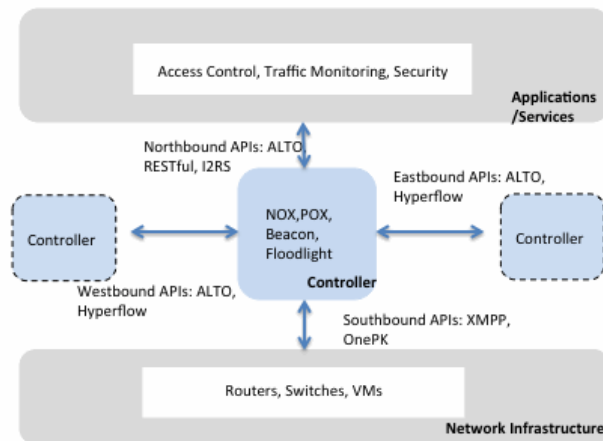 Access Control, Traffic Monitoring, Security
Applications
/Services
Northbound APIs: ALTO,
RESTful, I2RS
Eastbound APIs: ALTO,
Hyperflow
Controller
NOX,POX,
Beacon,
Floodlight
Controller
Controller
Westbound APIs: ALTO,
Hyperflow
Southbound APIs: XMPP,
OnePK
Routers, Switches, VMs
Network Infrastructure